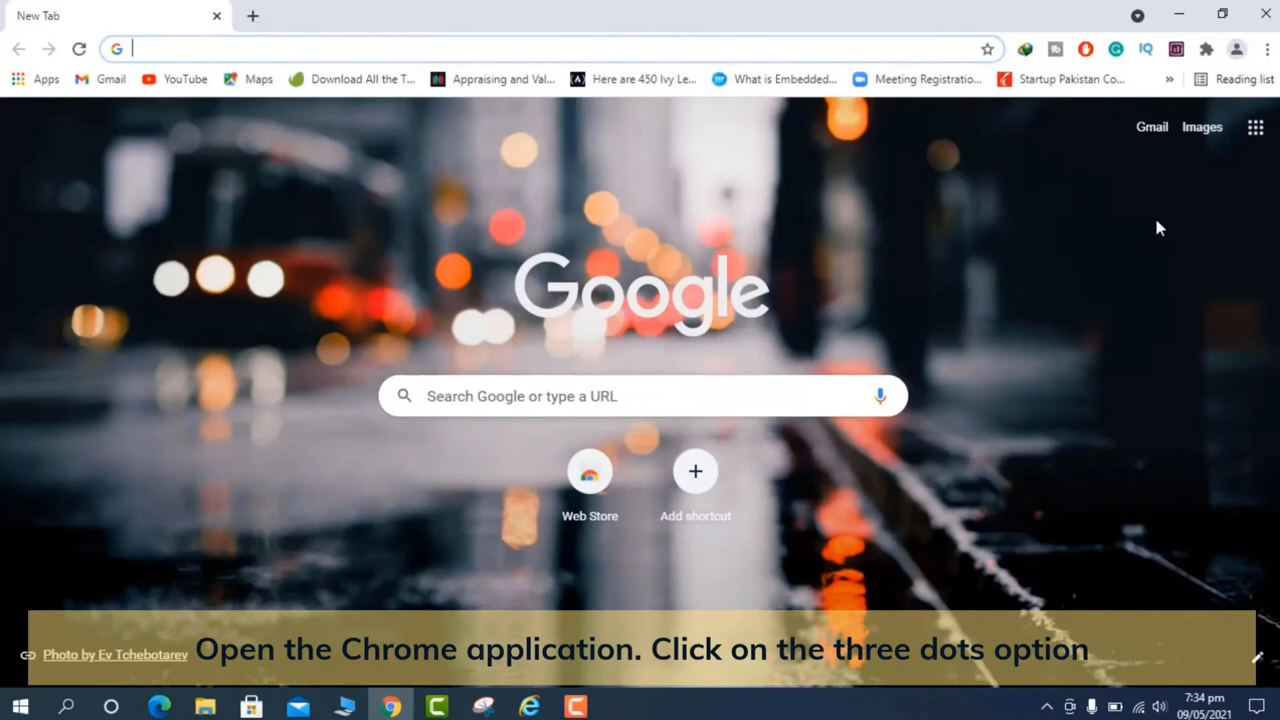 New Tab
Apps Gmail YouTube Maps Download All the T... Appraising and Val... Here are 450 Ivy Le... What is Embedded... Meeting Registratio... Startup Pakistan Co... » Reading list
Gmail Images
Google
Search Google or type a URL
Web Store Add shortcut
Photo by Ev Tchebotarev
Open the Chrome application. Click on the three dots option
7:34 pm
09/05/2021